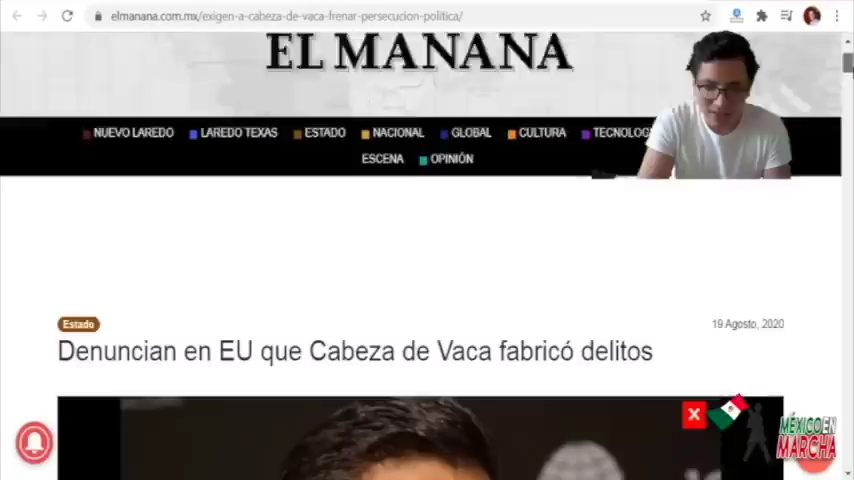 elmanana.com.mx/exigen-a-cabeza-de-vaca-frenar-persecucion-politica/
EL MANANA
NUEVO LAREDO LAREDO TEXAS ESTADO NACIONAL GLOBAL CULTURA TECNOLOG
ESCENA OPINIÓN
Estado
19 Agosto, 2020
Denuncian en EU que Cabeza de Vaca fabricó delitos
X
MÉXICO EN
MARCHA